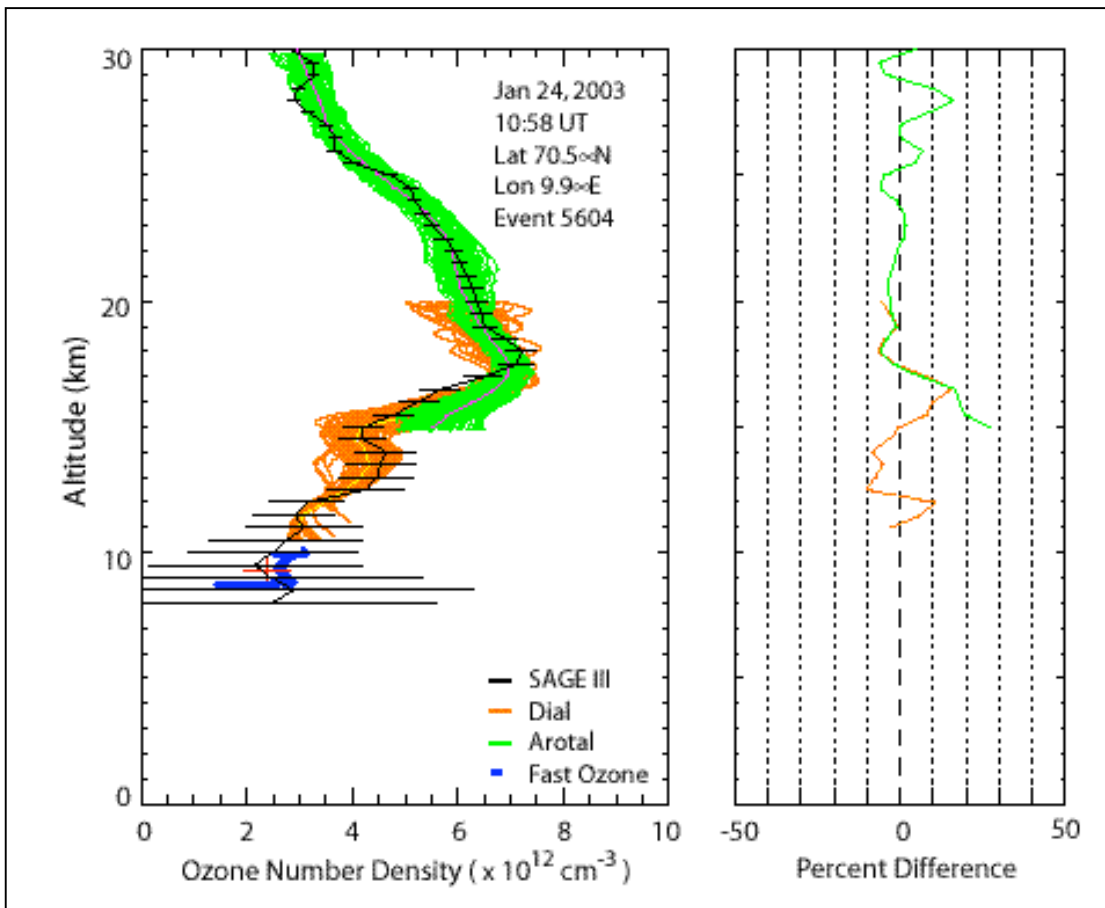 30
20
10
0
Altitude (km)
Jan 24, 2003
10:58 UT
Lat 70.5∞N
Lon 9.9∞E
Event 5604
SAGE III
Dial
Arotal
Fast Ozone
0 2 4 6 8 10
Ozone Number Density ( x 10¹² cm⁻³ )
-50 0 50
Percent Difference